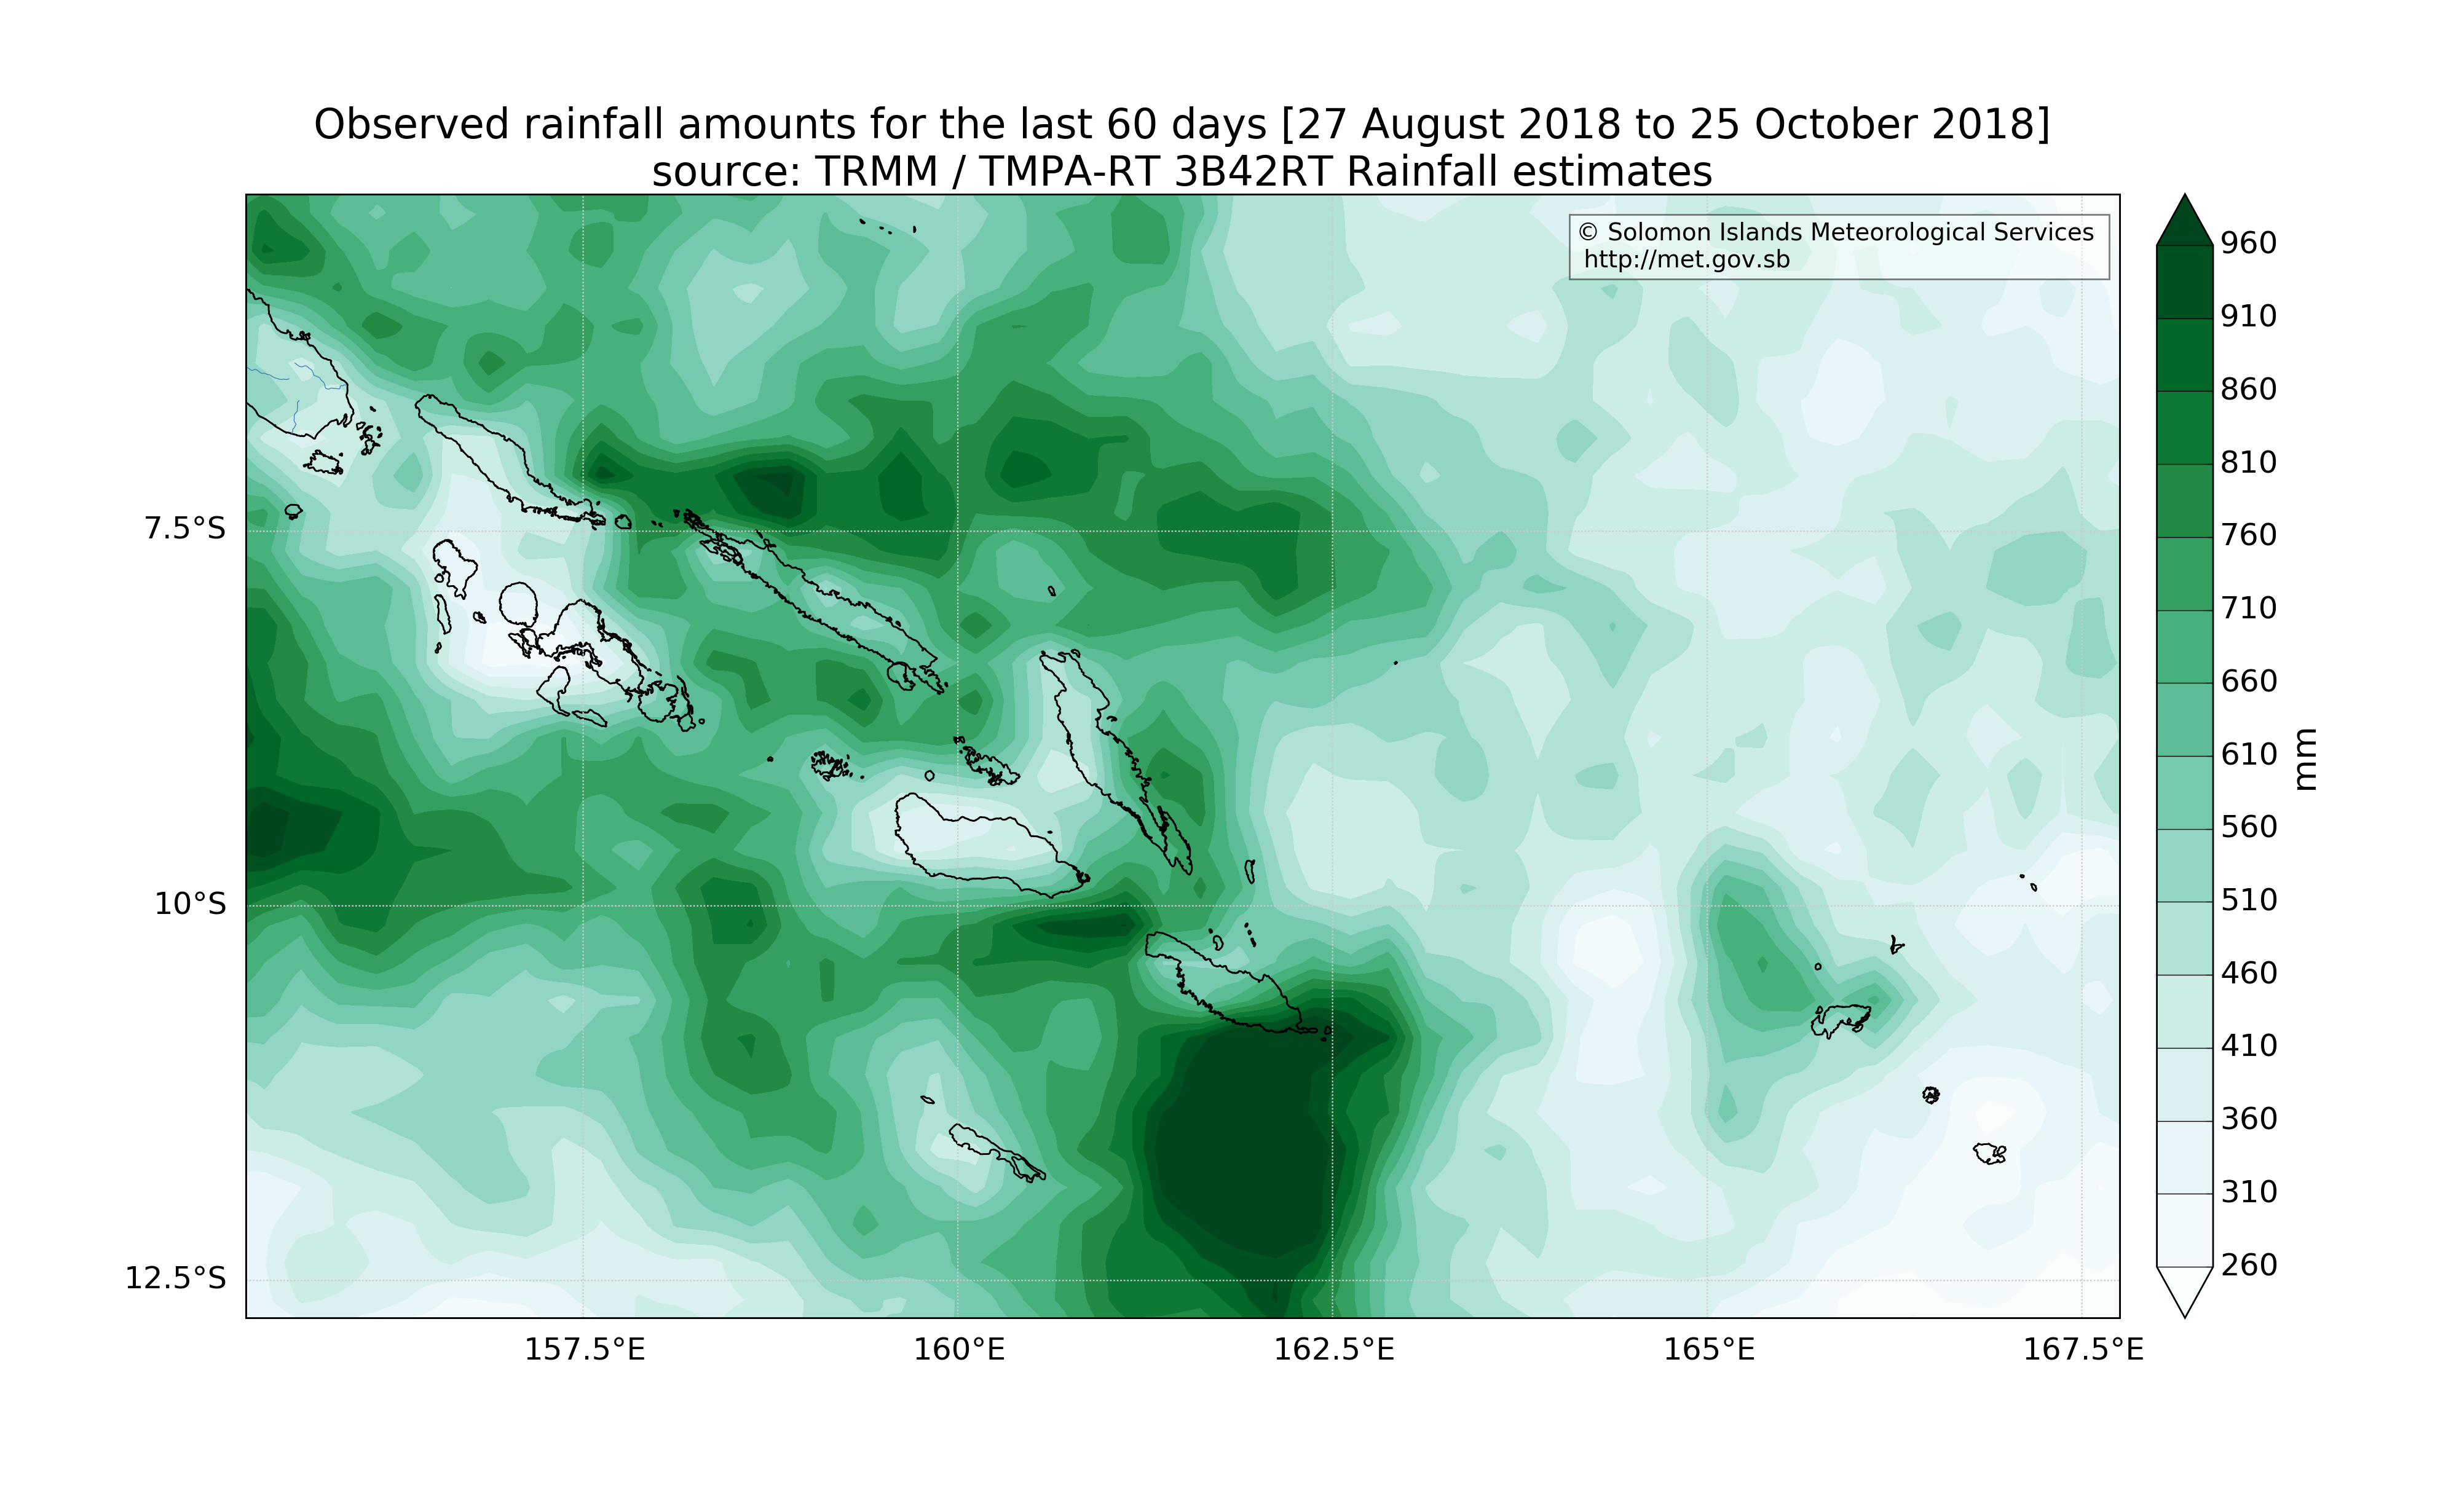 Observed rainfall amounts for the last 60 days [27 August 2018 to 25 October 2018]
source: TRMM / TMPA-RT 3B42RT Rainfall estimates
© Solomon Islands Meteorological Services
http://met.gov.sb
7.5°S
10°S
12.5°S
157.5°E
160°E
162.5°E
165°E
167.5°E
960
910
860
810
760
710
660
610
560
510
460
410
360
310
260
mm